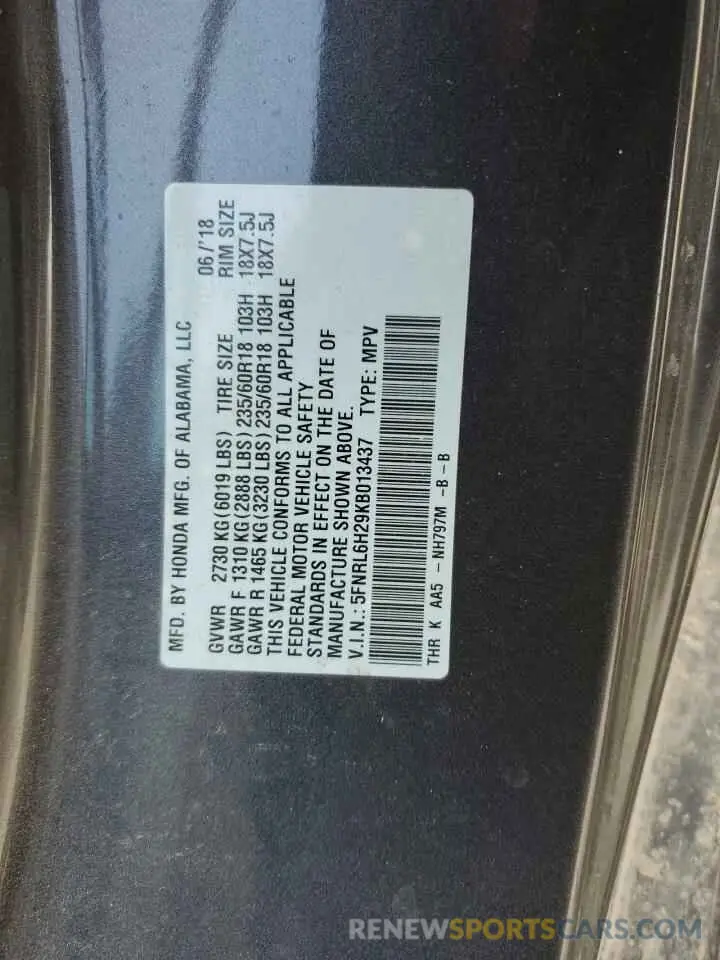 MFD. BY HONDA MFG. OF ALABAMA, LLC
06/'18
GVWR 2730 KG(6019 LBS) TIRE SIZE RIM SIZE
GAWR F 1310 KG(2888 LBS)235/60R18 103H 18X7.5J
GAWR R 1465 KG(3230 LBS)235/60R18 103H 18X7.5J
THIS VEHICLE CONFORMS TO ALL APPLICABLE
FEDERAL MOTOR VEHICLE SAFETY
STANDARDS IN EFFECT ON THE DATE OF
MANUFACTURE SHOWN ABOVE.
V.I.N.: 5FNRL6H29KB013437 TYPE: MPV
THR K AA5 - NH797M -B-B
RENEWSPORTSCARS.COM